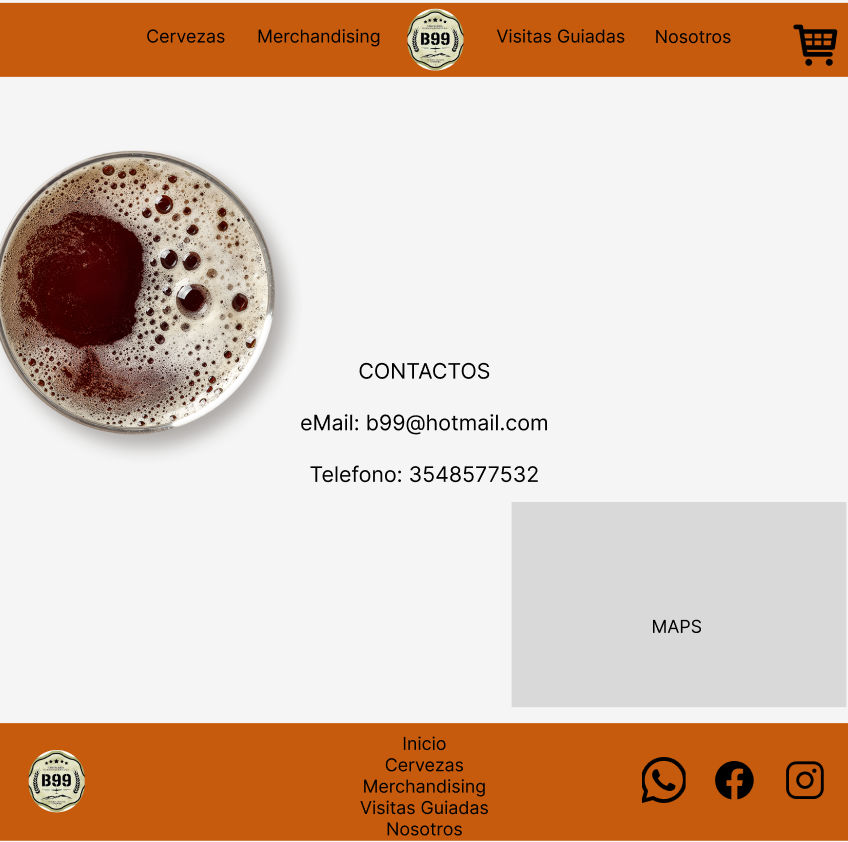 Cervezas Merchandising B99 Visitas Guiadas Nosotros
CONTACTOS
eMail: b99@hotmail.com
Telefono: 3548577532
MAPS
B99
Inicio
Cervezas
Merchandising
Visitas Guiadas
Nosotros